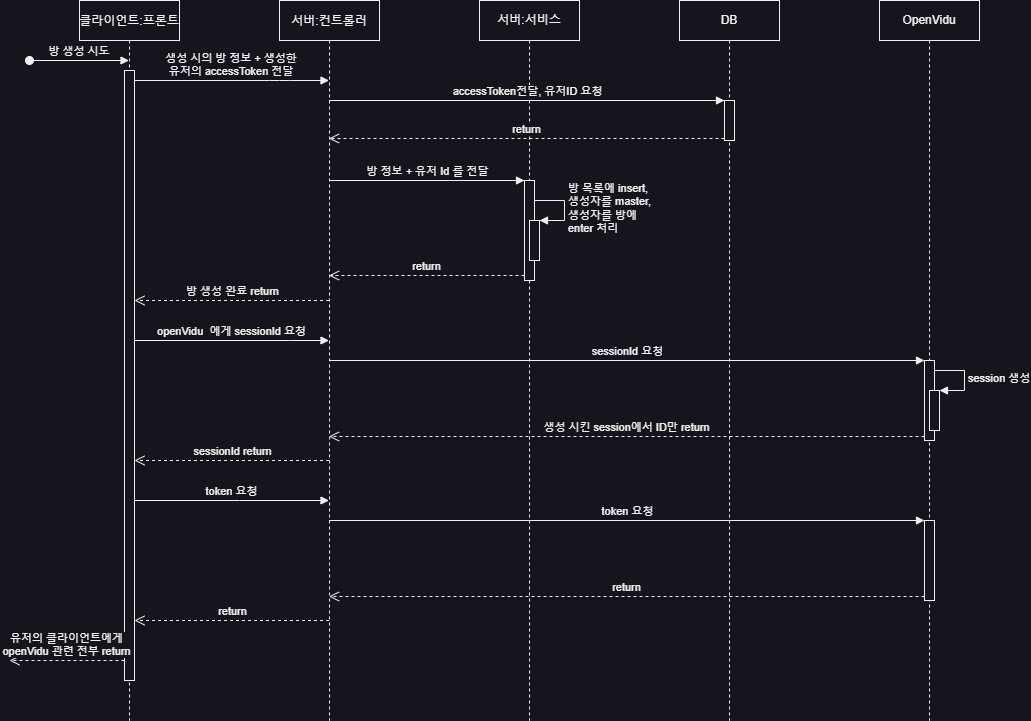 클라이언트:프론트
서버:컨트롤러
서버:서비스
DB
OpenVidu
방 생성 시도
생성 시의 방 정보 + 생성한
유저의 accessToken 전달
accessToken전달, 유저ID 요청
return
방 정보 + 유저 Id 를 전달
방 목록에 insert,
생성자를 master,
생성자를 방에
enter 처리
return
방 생성 완료 return
openVidu 에게 sessionId 요청
sessionId 요청
session 생성
생성 시킨 session에서 ID만 return
sessionId return
token 요청
token 요청
return
return
유저의 클라이언트에게
openVidu 관련 전부 return